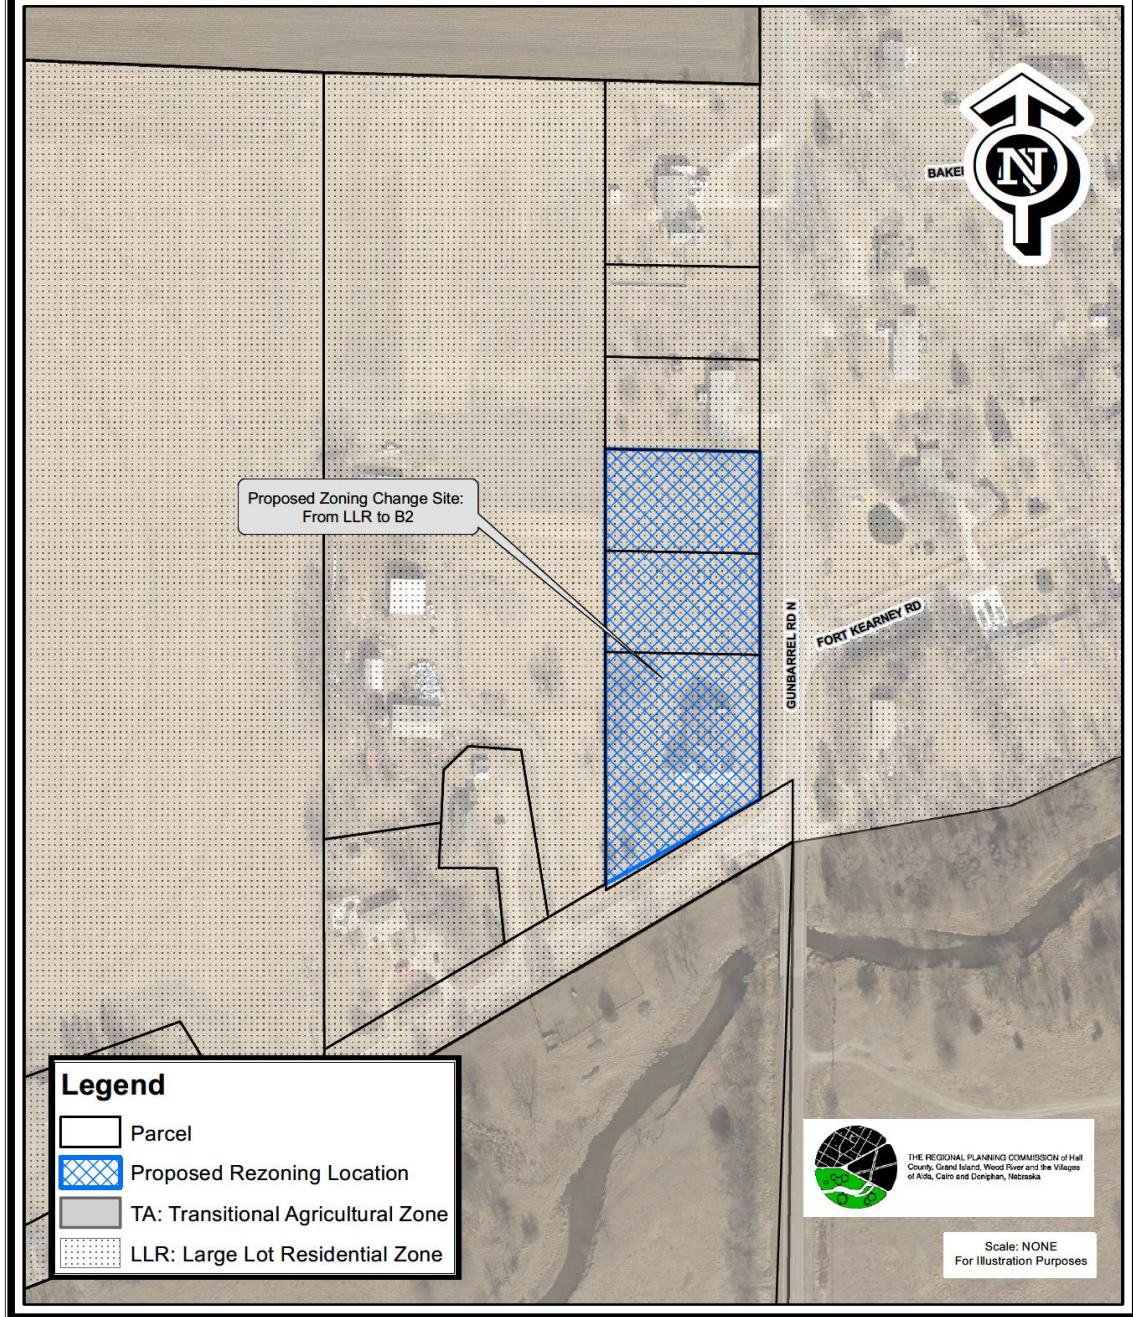 BAKE
N
Proposed Zoning Change Site:
From LLR to B2
GUNBARREL RD N
FORT KEARNEY RD
Legend
Parcel
Proposed Rezoning Location
TA: Transitional Agricultural Zone
LLR: Large Lot Residential Zone
THE REGIONAL PLANNING COMMISSION of Hall
County, Grand Island, Wood River and the Villages
of Alda, Cairo and Doniphan, Nebraska
Scale: NONE
For Illustration Purposes